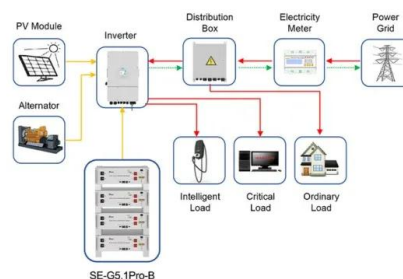 PV Module
Inverter
Distribution
Box
Electricity
Meter
Power
Grid
Alternator
Intelligent
Load
Critical
Load
Ordinary
Load
SE-G5.1Pro-B